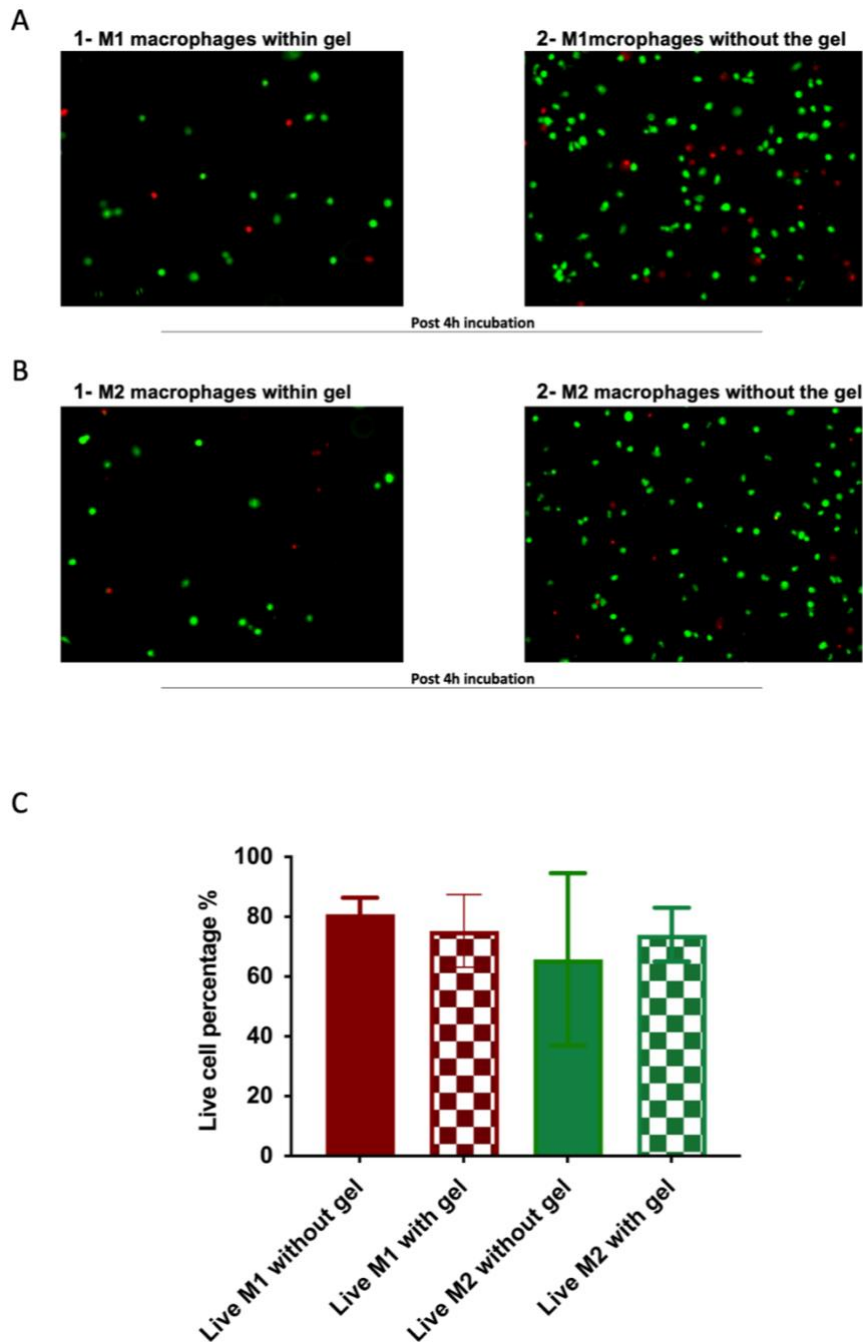 A
1- M1 macrophages within gel
2- M1mcrophages without the gel
Post 4h incubation
B
1- M2 macrophages within gel
2- M2 macrophages without the gel
Post 4h incubation
C
Live cell percentage %
100
80
60
40
20
0
Live M1 without gel
Live M1 with gel
Live M2 without gel
Live M2 with gel